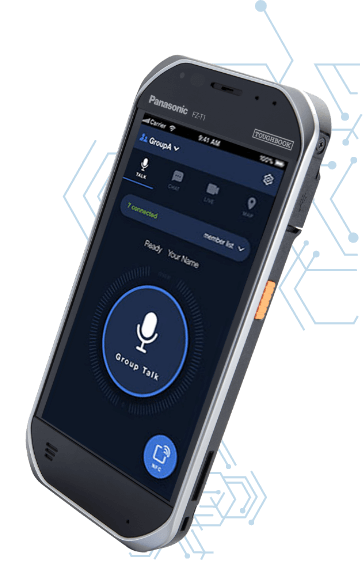 Panasonic FZ-T1
TOUGHBOOK
Carrier 9:41 AM 100%
GroupA
TALK CHAT LIVE MAP
7 connected member list
Ready Your Name
Group Talk
NFC